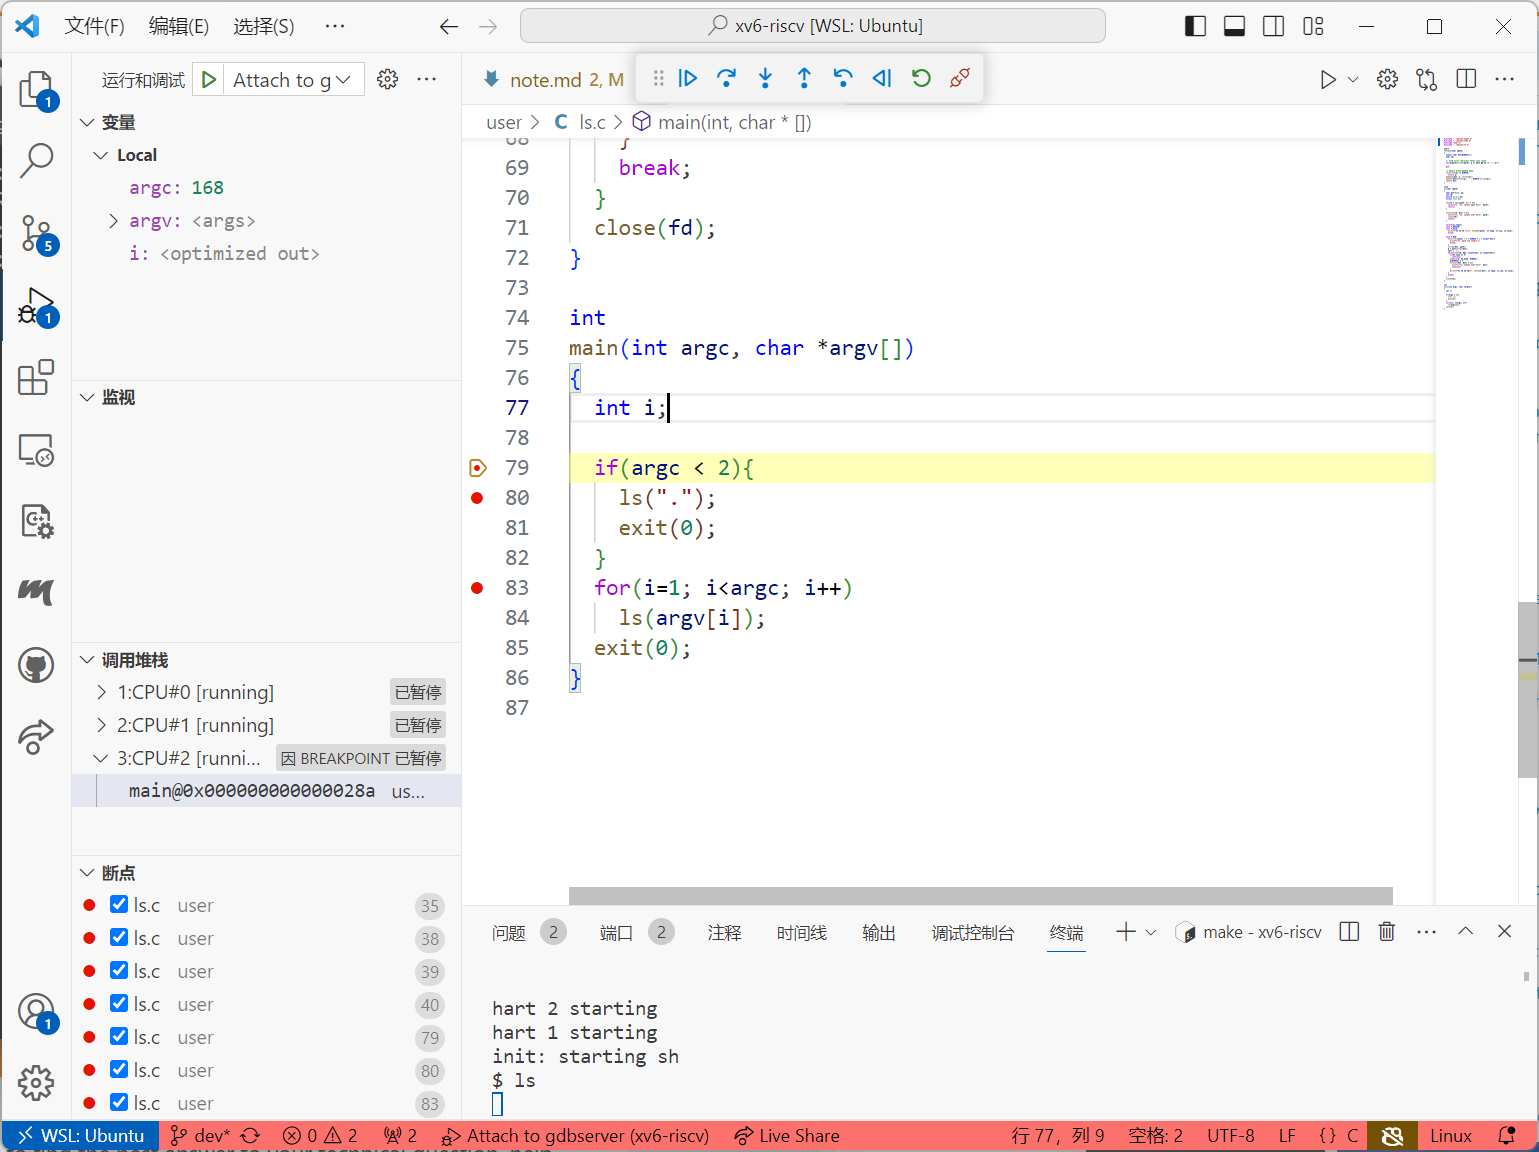 文件(F) 编辑(E) 选择(S) ··· xv6-riscv [WSL: Ubuntu]
运行和调试 Attach to g ···
note.md 2, M
user > C ls.c > main(int, char * [])
变量
Local
argc: 168
argv: <args>
i: <optimized out>
监视
调用堆栈
1:CPU#0 [running] 已暂停
2:CPU#1 [running] 已暂停
3:CPU#2 [runni... 因 BREAKPOINT 已暂停
main@0x000000000000028a us...
断点
ls.c user 35
ls.c user 38
ls.c user 39
ls.c user 40
ls.c user 79
ls.c user 80
ls.c user 83
1
5
1
1
68 }
69 break;
70 }
71 close(fd);
72 }
73
74 int
75 main(int argc, char *argv[])
76 {
77 int i;
78
79 if(argc < 2){
80 ls(".");
81 exit(0);
82 }
83 for(i=1; i<argc; i++)
84 ls(argv[i]);
85 exit(0);
86 }
87
问题 2 端口 2 注释 时间线 输出 调试控制台 终端 make - xv6-riscv ···
hart 2 starting
hart 1 starting
init: starting sh
$ ls
WSL: Ubuntu dev* 0 2 2 Attach to gdbserver (xv6-riscv) Live Share 行 77，列 9 空格: 2 UTF-8 LF {} C Linux